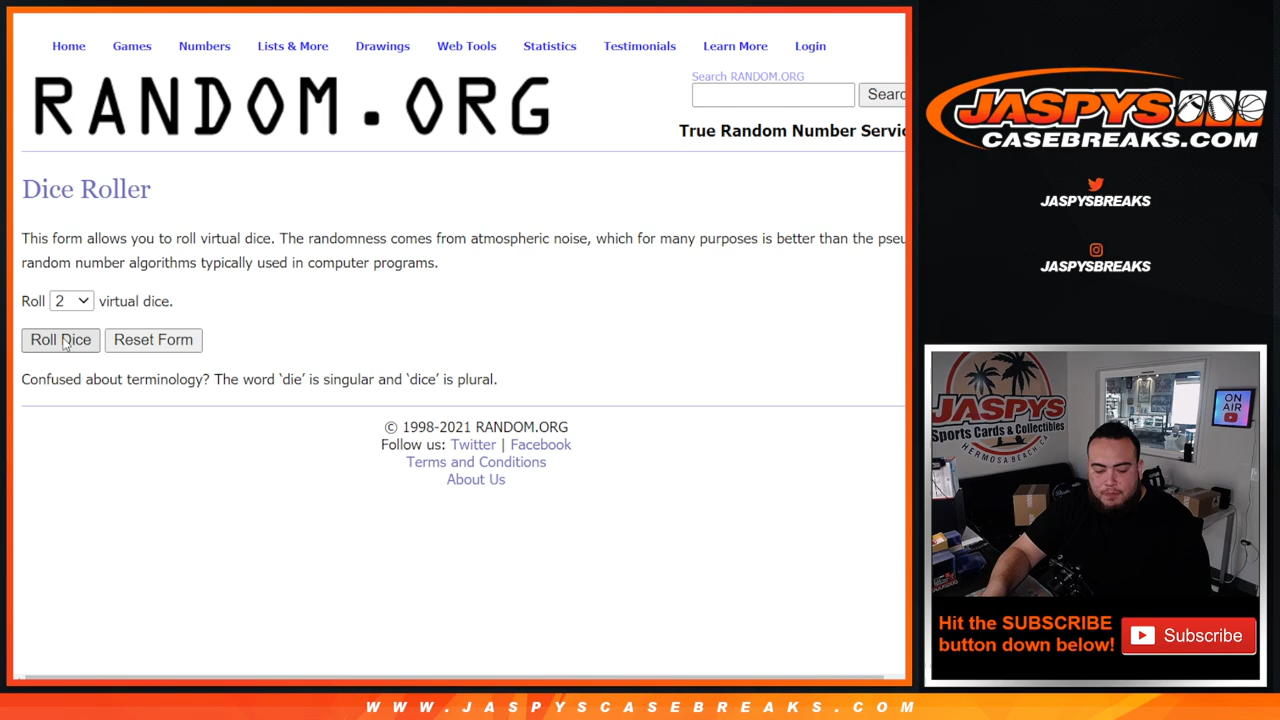 Home Games Numbers Lists & More Drawings Web Tools Statistics Testimonials Learn More Login
RANDOM.ORG
Search RANDOM.ORG
Searc
True Random Number Servic
Dice Roller
This form allows you to roll virtual dice. The randomness comes from atmospheric noise, which for many purposes is better than the pseu
random number algorithms typically used in computer programs.
Roll 2 virtual dice.
Roll Dice Reset Form
Confused about terminology? The word ‘die’ is singular and ‘dice’ is plural.
© 1998-2021 RANDOM.ORG
Follow us: Twitter | Facebook
Terms and Conditions
About Us
JASPYS
CASEBREAKS.COM
JASPYSBREAKS
JASPYSBREAKS
JASPYS
Sports Cards & Collectibles
HERMOSA BEACH, CA
ON
AIR
Hit the SUBSCRIBE
button down below!
Subscribe
WWW.JASPYSCASEBREAKS.COM